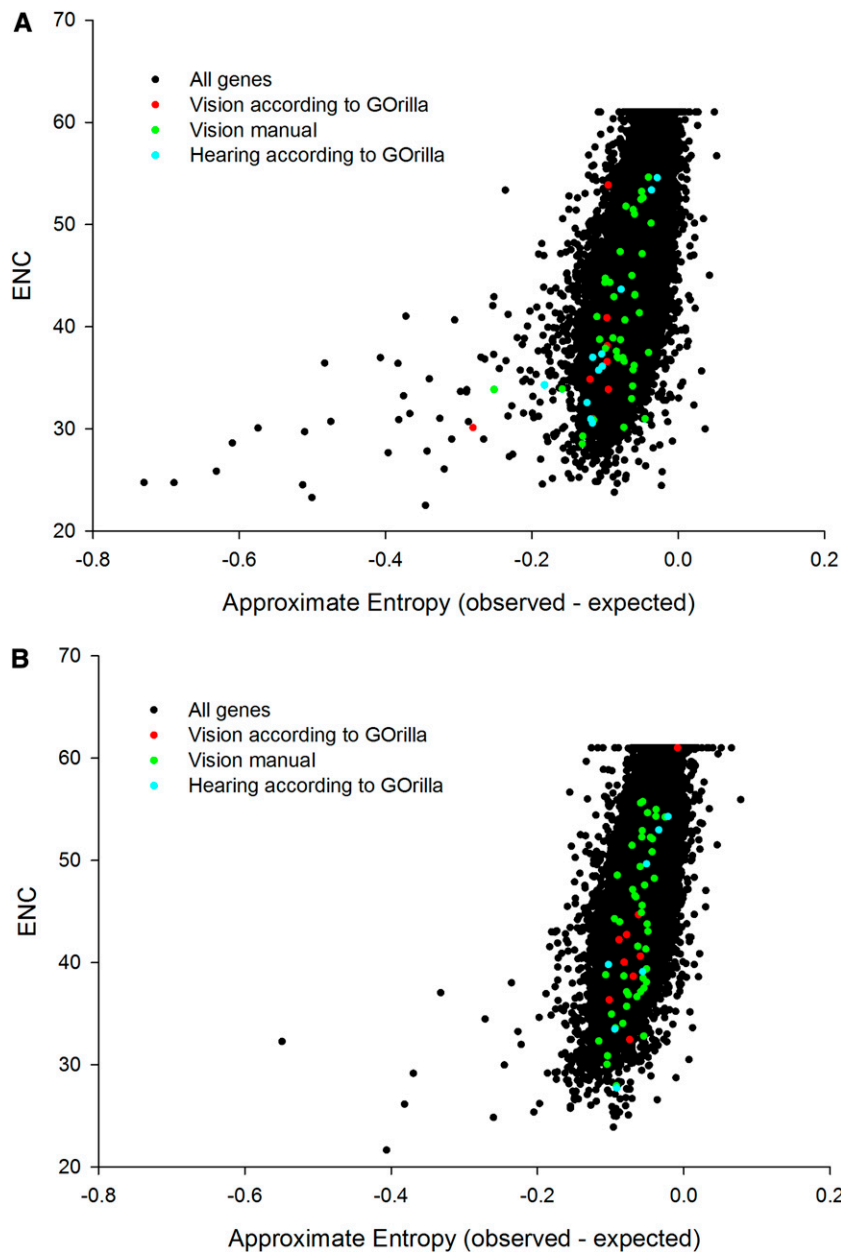 A
70
60
50
40
30
20
ENC
All genes
Vision according to GOrilla
Vision manual
Hearing according to GOrilla
-0.8 -0.6 -0.4 -0.2 0.0 0.2
Approximate Entropy (observed - expected)
B
70
60
50
40
30
20
ENC
All genes
Vision according to GOrilla
Vision manual
Hearing according to GOrilla
-0.8 -0.6 -0.4 -0.2 0.0 0.2
Approximate Entropy (observed - expected)